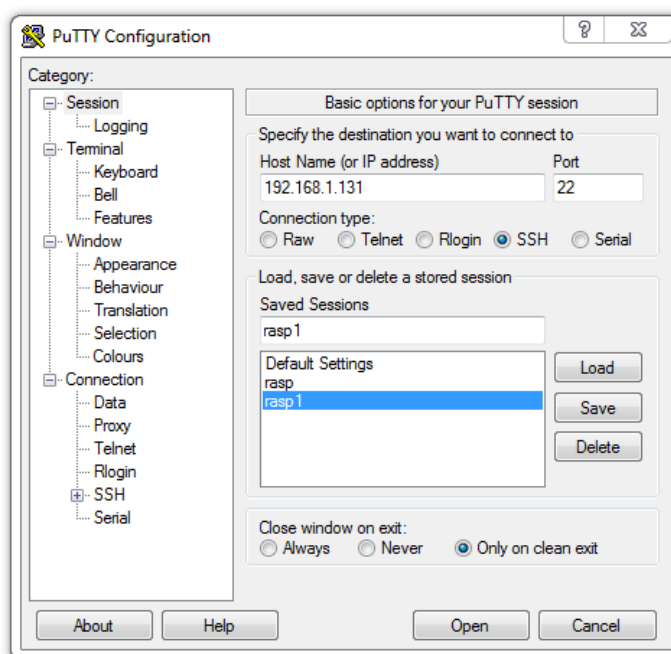 PuTTY Configuration
Category:
Session
Logging
Terminal
Keyboard
Bell
Features
Window
Appearance
Behaviour
Translation
Selection
Colours
Connection
Data
Proxy
Telnet
Rlogin
SSH
Serial
Basic options for your PuTTY session
Specify the destination you want to connect to
Host Name (or IP address) Port
192.168.1.131 22
Connection type:
Raw Telnet Rlogin SSH Serial
Load, save or delete a stored session
Saved Sessions
rasp1
Default Settings
rasp
rasp1
Load
Save
Delete
Close window on exit:
Always Never Only on clean exit
About Help Open Cancel